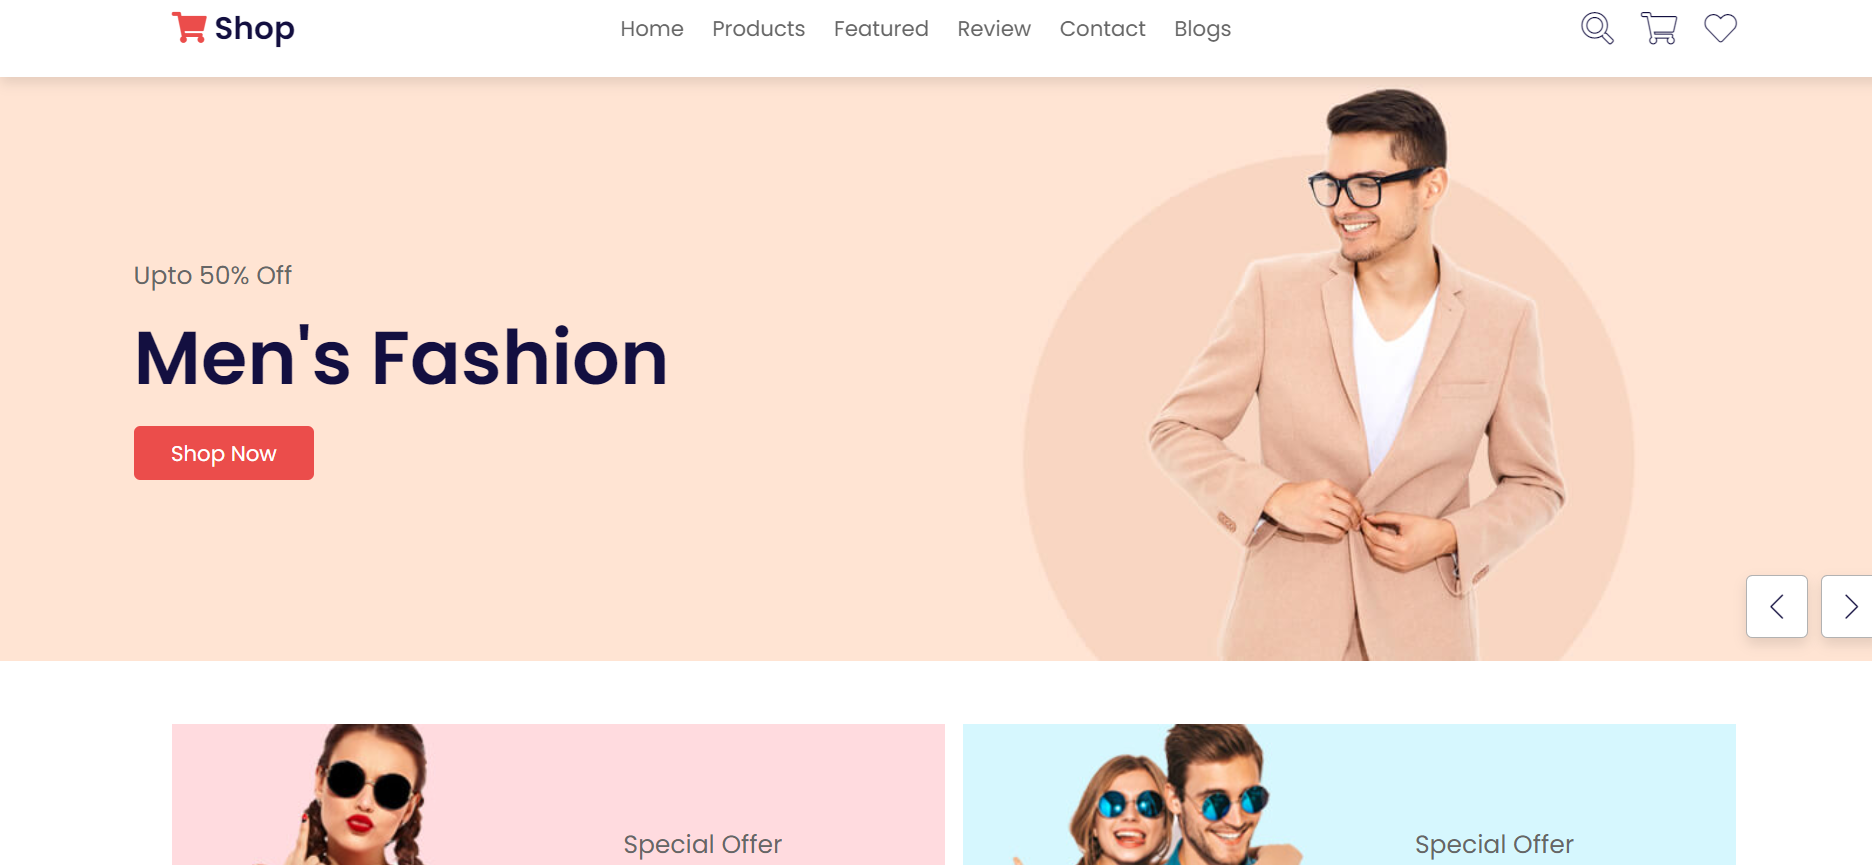 Shop
Home Products Featured Review Contact Blogs
Upto 50% Off
Men's Fashion
Shop Now
Special Offer
Special Offer